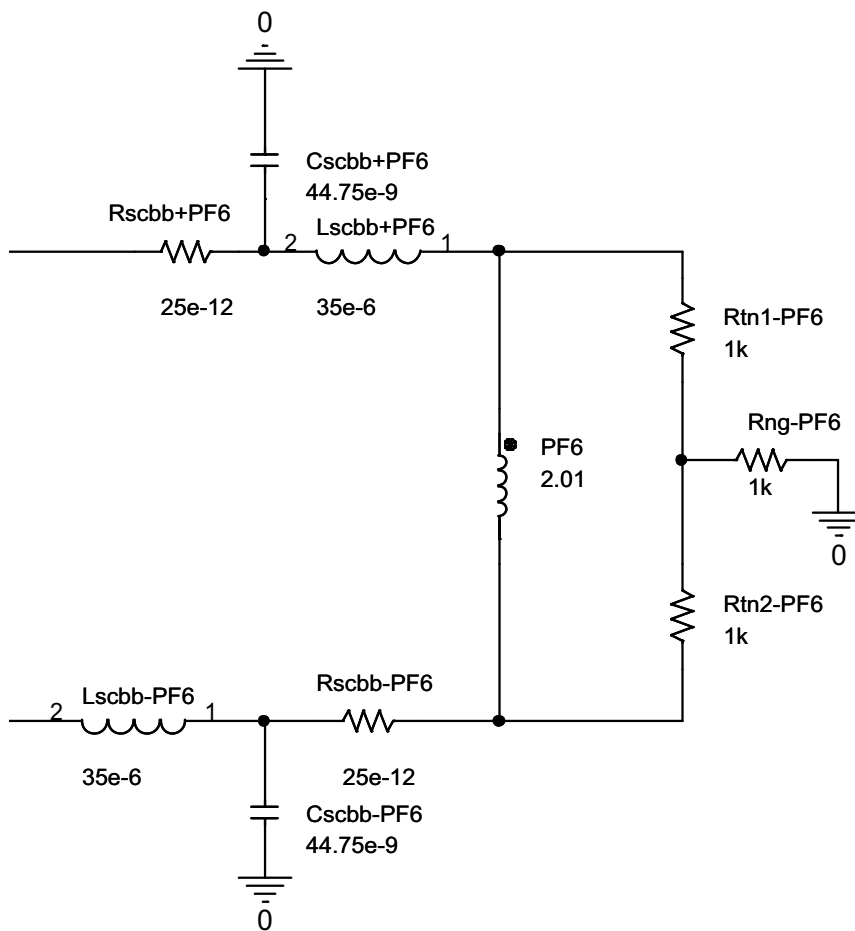 0
Cscbb+PF6
44.75e-9
Rscbb+PF6
Lscbb+PF6
2
1
25e-12
35e-6
Rtn1-PF6
1k
Rng-PF6
PF6
2.01
1k
0
Rtn2-PF6
1k
Lscbb-PF6
Rscbb-PF6
2
1
35e-6
25e-12
Cscbb-PF6
44.75e-9
0